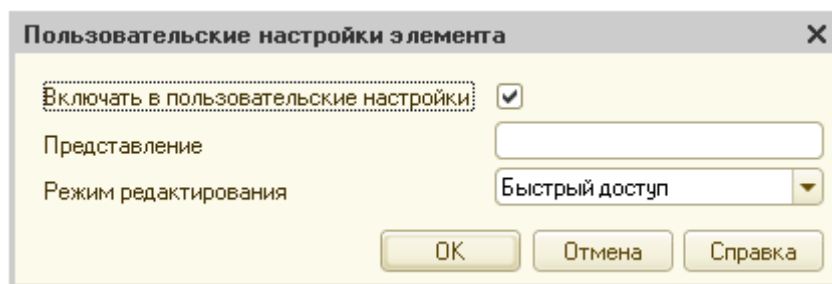 Пользовательские настройки элемента
Включать в пользовательские настройки
Представление
Режим редактирования Быстрый доступ
OK Отмена Справка